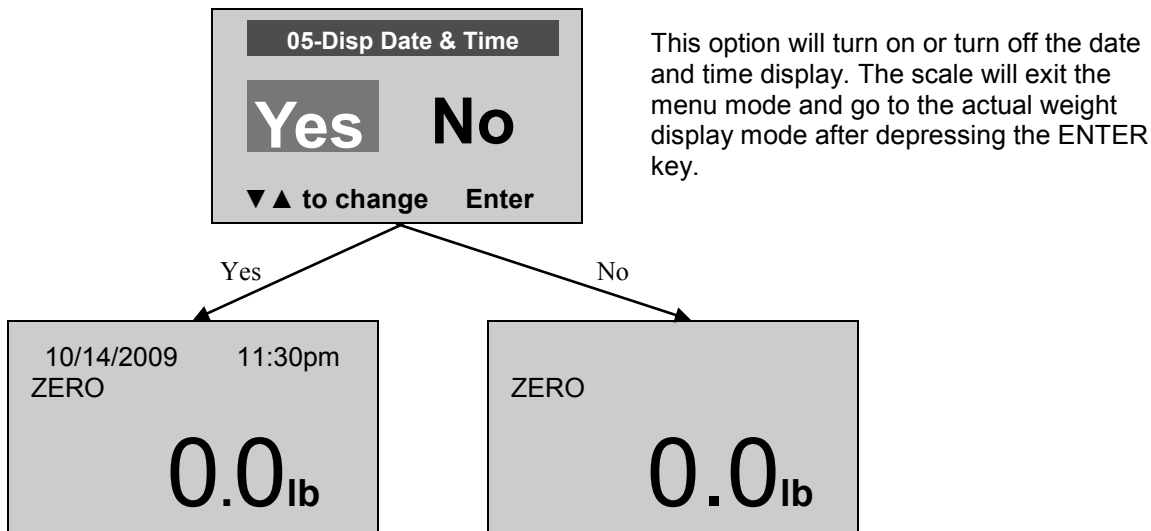 05-Disp Date & Time
Yes No
▼▲ to change Enter
This option will turn on or turn off the date
and time display. The scale will exit the
menu mode and go to the actual weight
display mode after depressing the ENTER
key.
Yes
No
10/14/2009 11:30pm
ZERO
0.0lb
ZERO
0.0lb